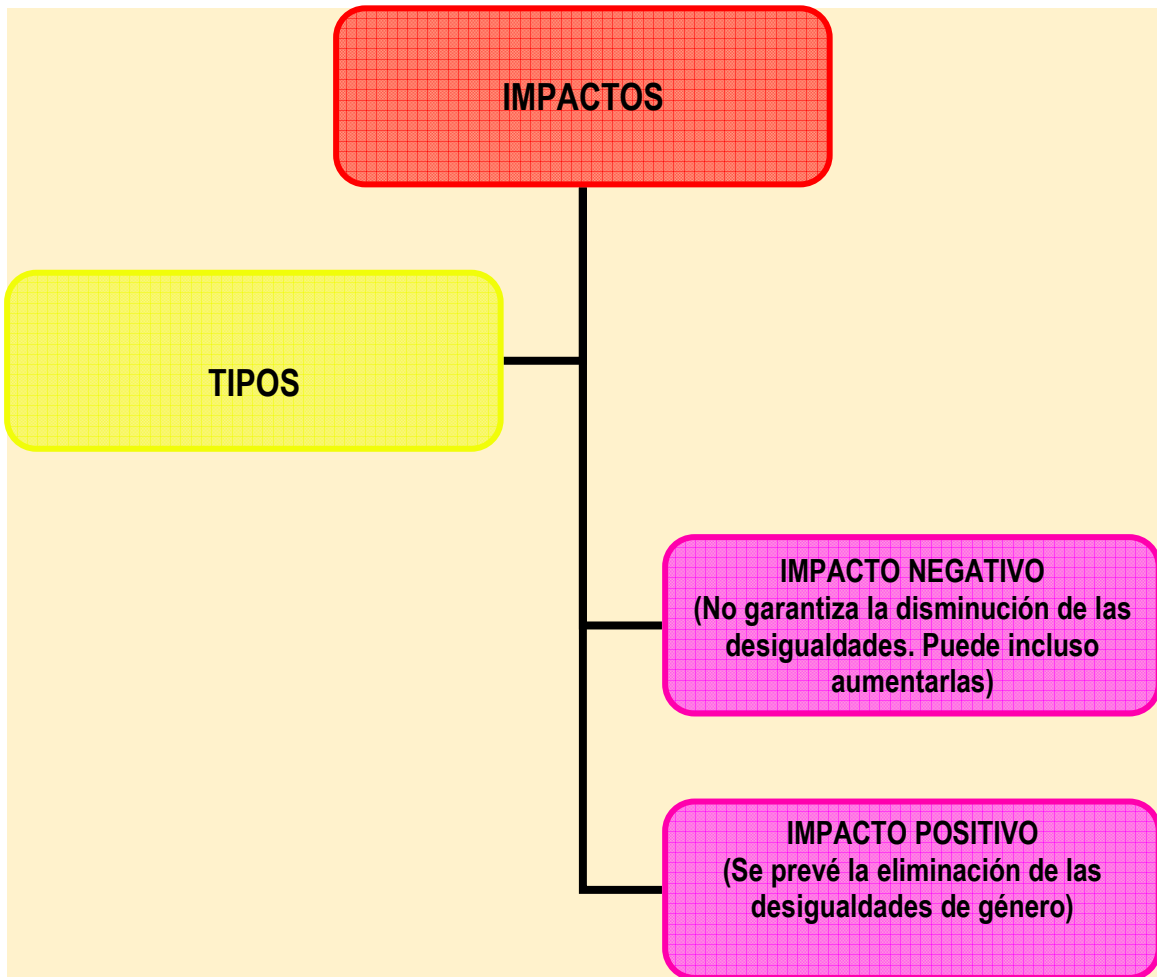 IMPACTOS
TIPOS
IMPACTO NEGATIVO
(No garantiza la disminución de las
desigualdades. Puede incluso
aumentarlas)
IMPACTO POSITIVO
(Se prevé la eliminación de las
desigualdades de género)